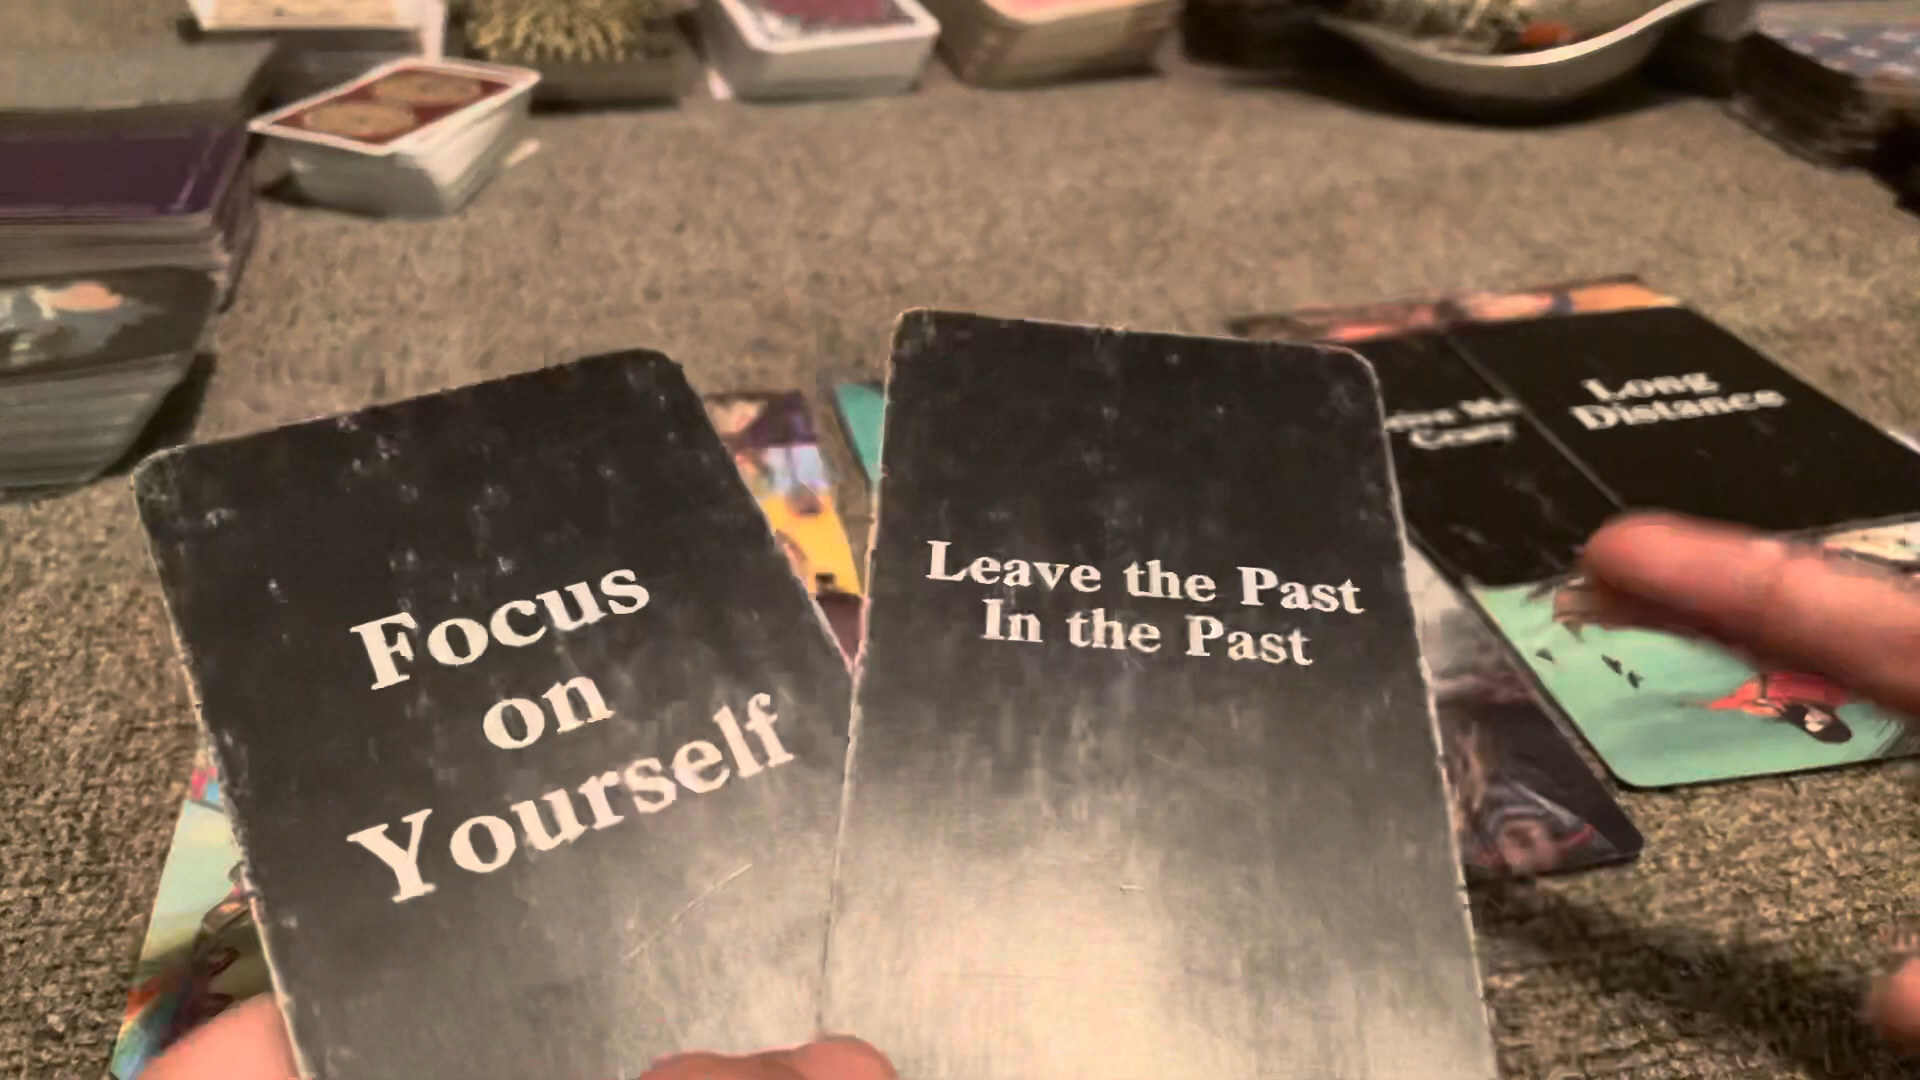 Focus
on
Yourself
Leave the Past
In the Past
Long
Distance